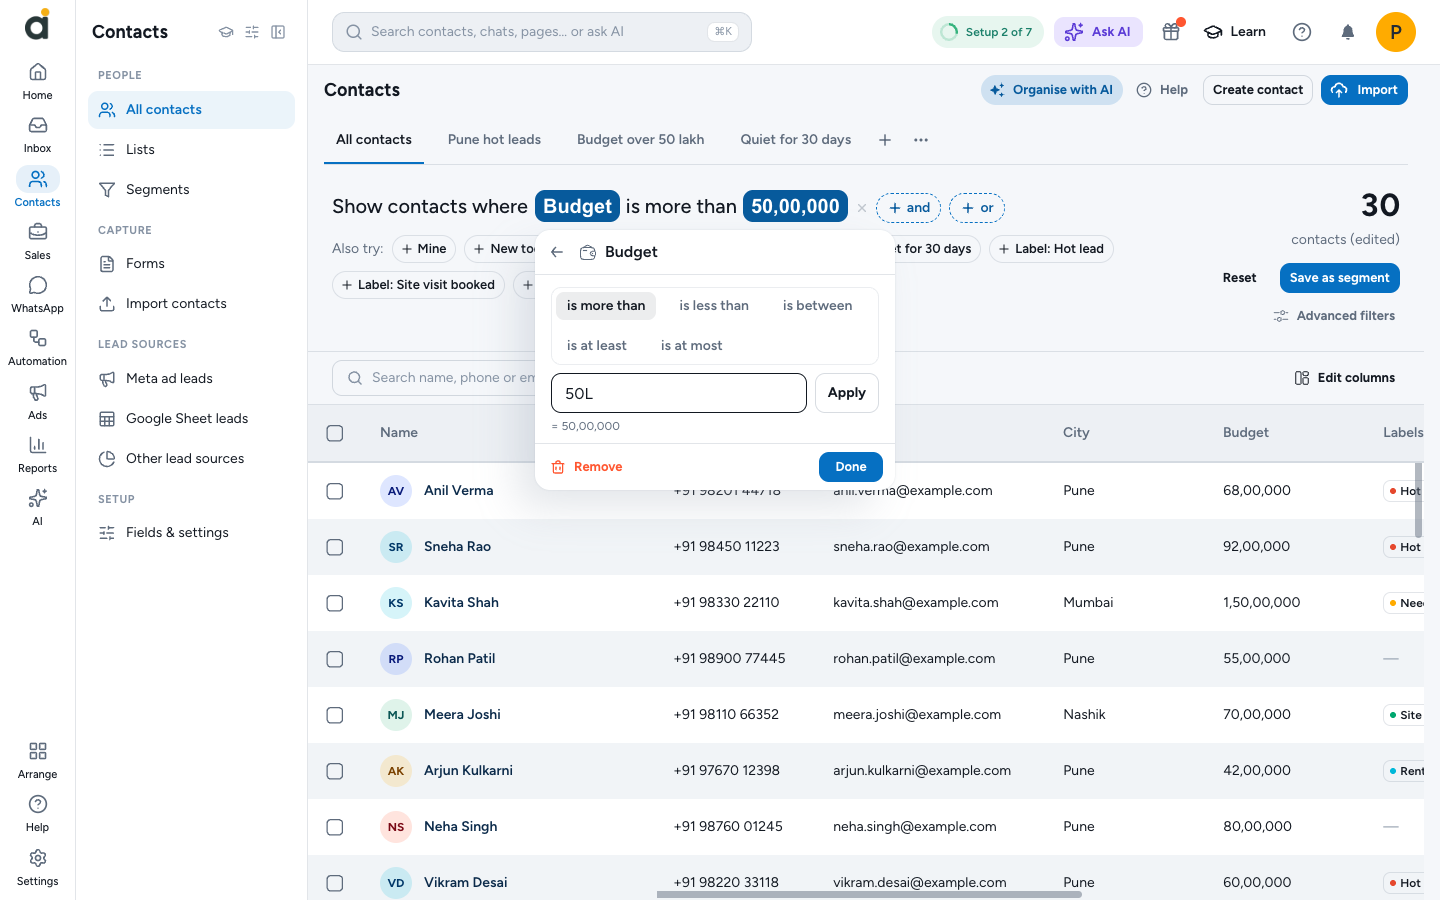 Search contacts, chats, pages... or ask AI
⌘K
Setup 2 of 7
Ask AI
Learn
P
Home
Inbox
Contacts
Sales
WhatsApp
Automation
Ads
Reports
AI
Arrange
Help
Settings
Contacts
PEOPLE
All contacts
Lists
Segments
CAPTURE
Forms
Import contacts
LEAD SOURCES
Meta ad leads
Google Sheet leads
Other lead sources
SETUP
Fields & settings
Contacts
Organise with AI
Help
Create contact
Import
All contacts
Pune hot leads
Budget over 50 lakh
Quiet for 30 days
Show contacts where Budget is more than 50,00,000 × + and + or
30
contacts (edited)
Also try: + Mine + New for 30 days + Label: Hot lead
+ Label: Site visit booked +
Reset
Save as segment
Advanced filters
Budget
is more than
is less than
is between
is at least
is at most
50L
Apply
= 50,00,000
Remove
Done
Search name, phone or em
Edit columns
Name City Budget Labels
AV Anil Verma +91 98201 44718 anil.verma@example.com Pune 68,00,000 Hot
SR Sneha Rao +91 98450 11223 sneha.rao@example.com Pune 92,00,000 Hot
KS Kavita Shah +91 98330 22110 kavita.shah@example.com Mumbai 1,50,00,000
RP Rohan Patil +91 98900 77445 rohan.patil@example.com Pune 55,00,000 —
MJ Meera Joshi +91 98110 66352 meera.joshi@example.com Nashik 70,00,000 Site
AK Arjun Kulkarni +91 97670 12398 arjun.kulkarni@example.com Pune 42,00,000 Rent
NS Neha Singh +91 98760 01245 neha.singh@example.com Pune 80,00,000 —
VD Vikram Desai +91 98220 33118 vikram.desai@example.com Pune 60,00,000 Hot